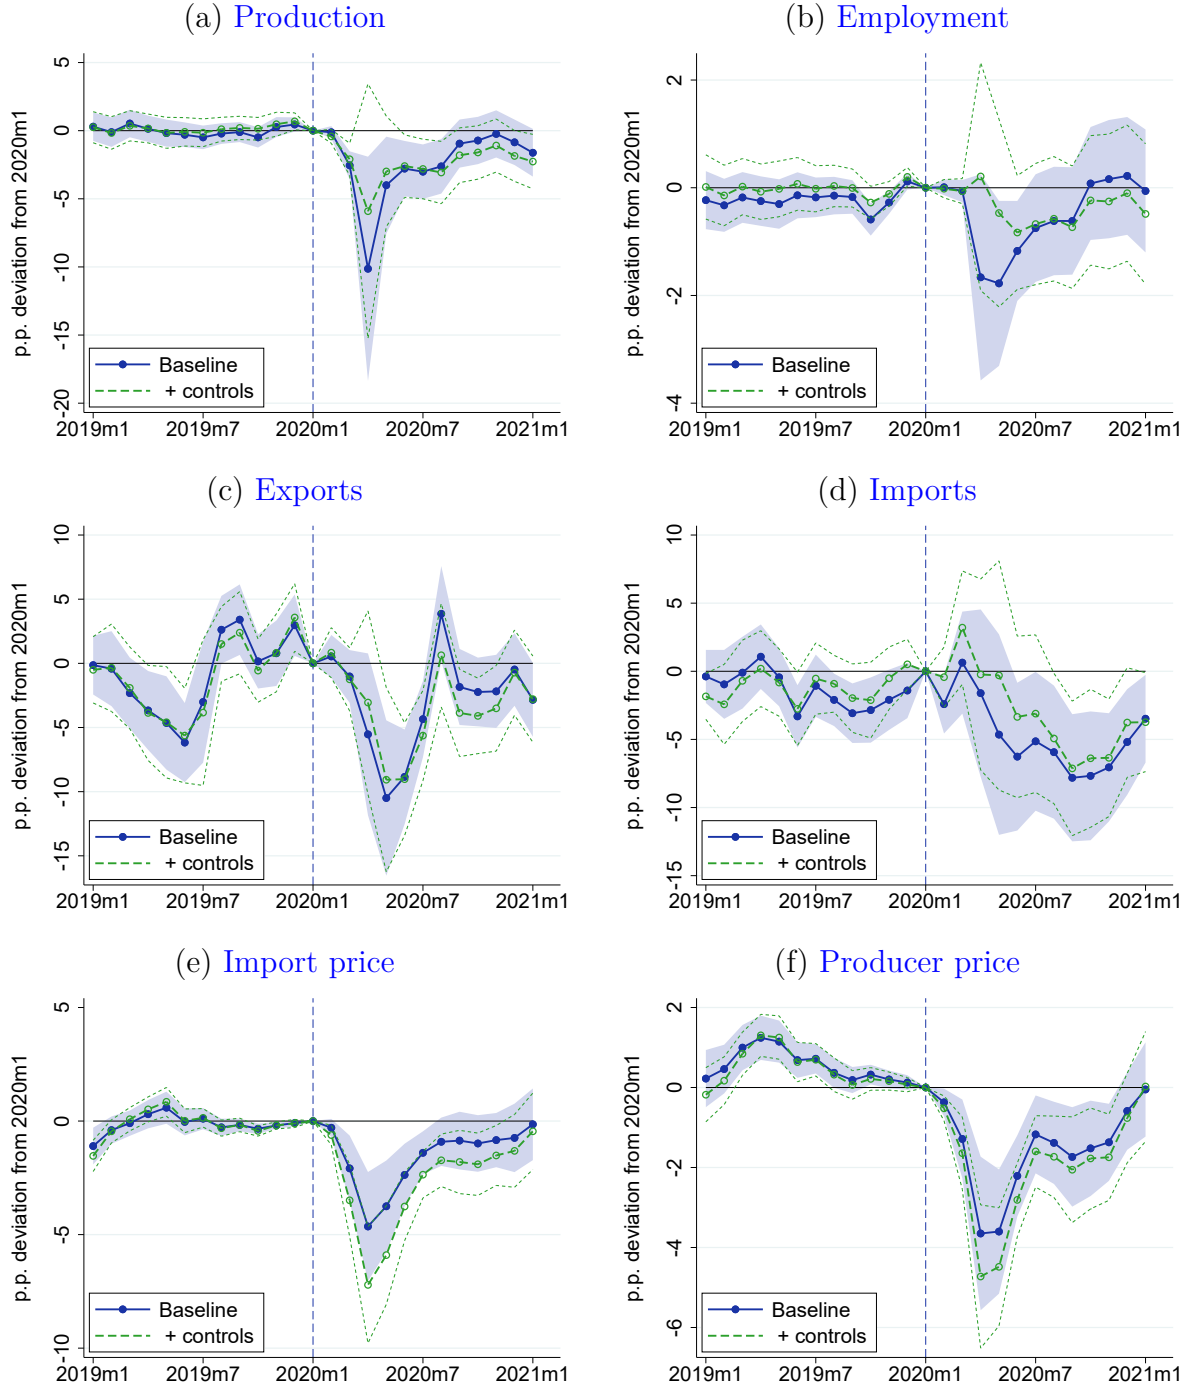 (a) Production
p.p. deviation from 2020m1
5
0
-5
-10
-15
-20
Baseline
+ controls
2019m1 2019m7 2020m1 2020m7 2021m1
(b) Employment
p.p. deviation from 2020m1
2
0
-2
-4
Baseline
+ controls
2019m1 2019m7 2020m1 2020m7 2021m1
(c) Exports
p.p. deviation from 2020m1
10
5
0
-5
-10
-15
Baseline
+ controls
2019m1 2019m7 2020m1 2020m7 2021m1
(d) Imports
p.p. deviation from 2020m1
10
5
0
-5
-10
-15
Baseline
+ controls
2019m1 2019m7 2020m1 2020m7 2021m1
(e) Import price
p.p. deviation from 2020m1
5
0
-5
-10
Baseline
+ controls
2019m1 2019m7 2020m1 2020m7 2021m1
(f) Producer price
p.p. deviation from 2020m1
2
0
-2
-4
-6
Baseline
+ controls
2019m1 2019m7 2020m1 2020m7 2021m1